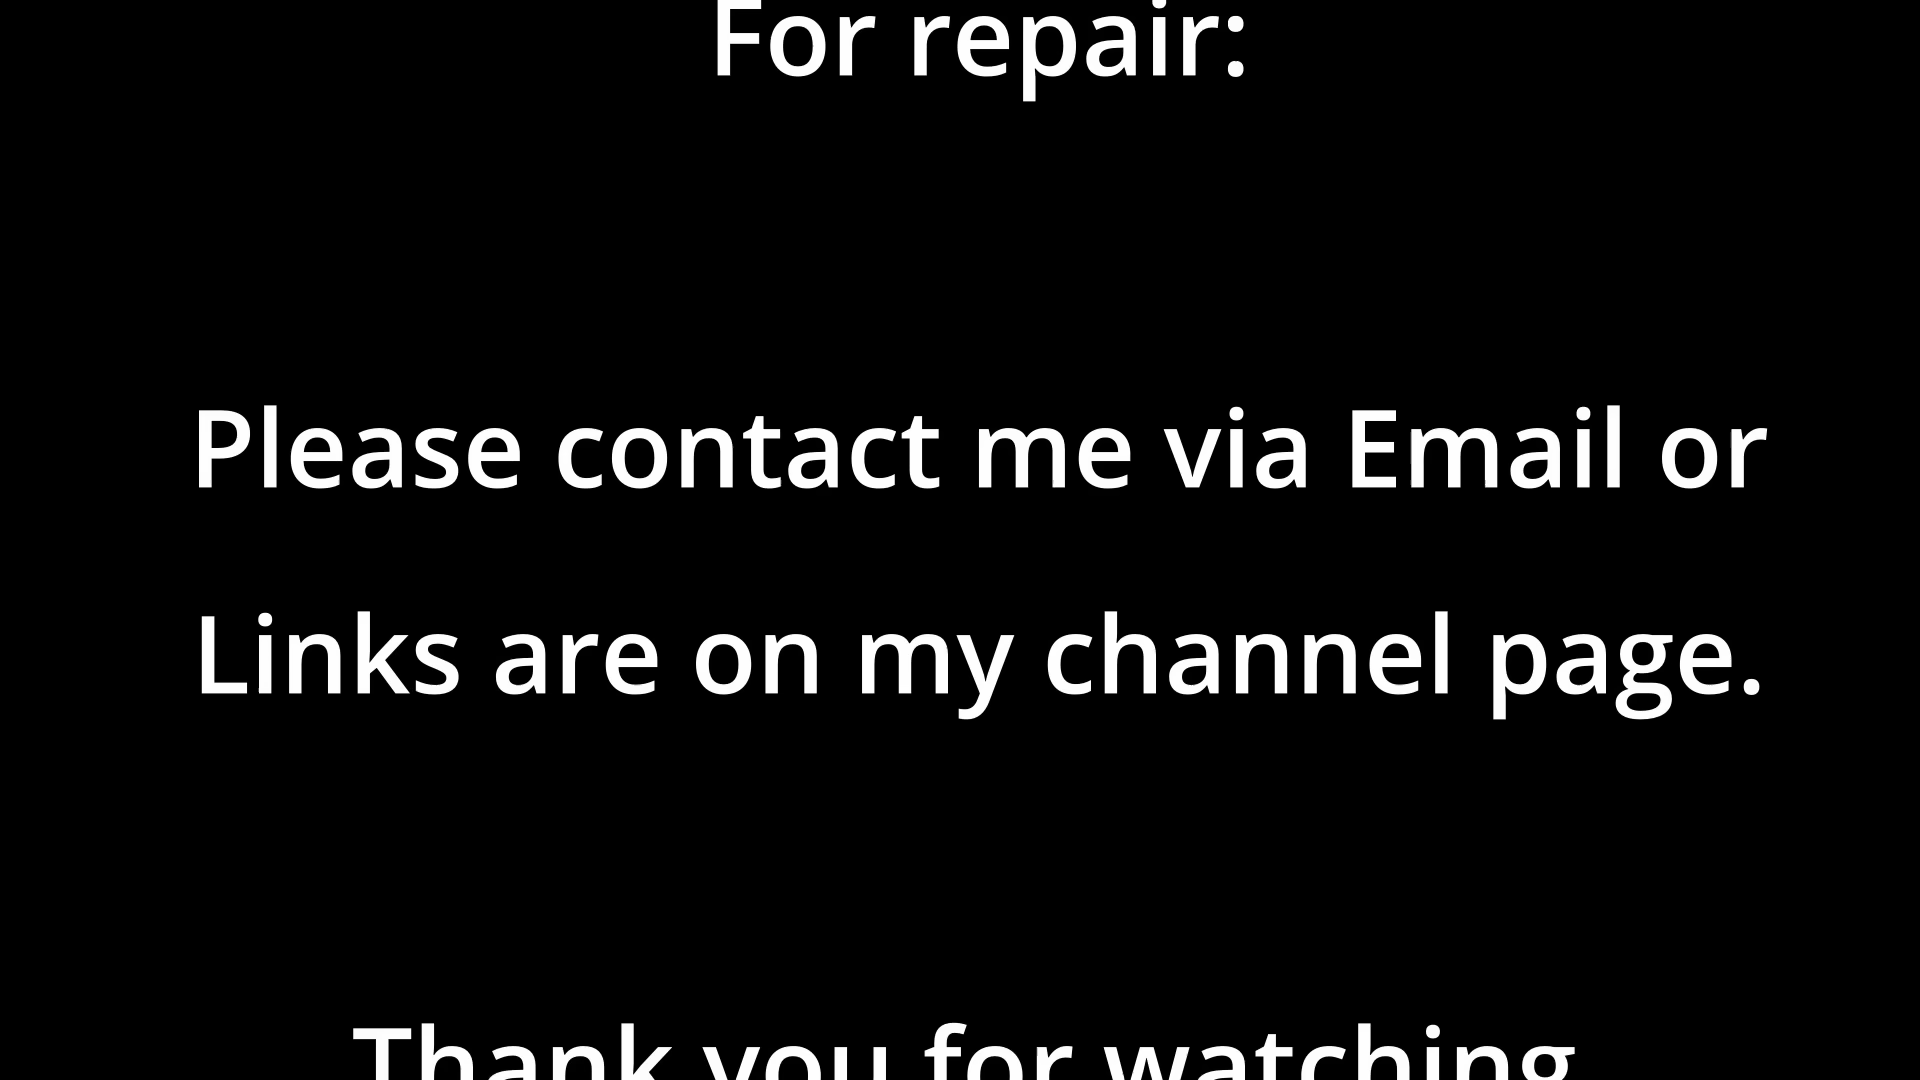 For repair:
Please contact me via Email or
Links are on my channel page.
Thank you for watching